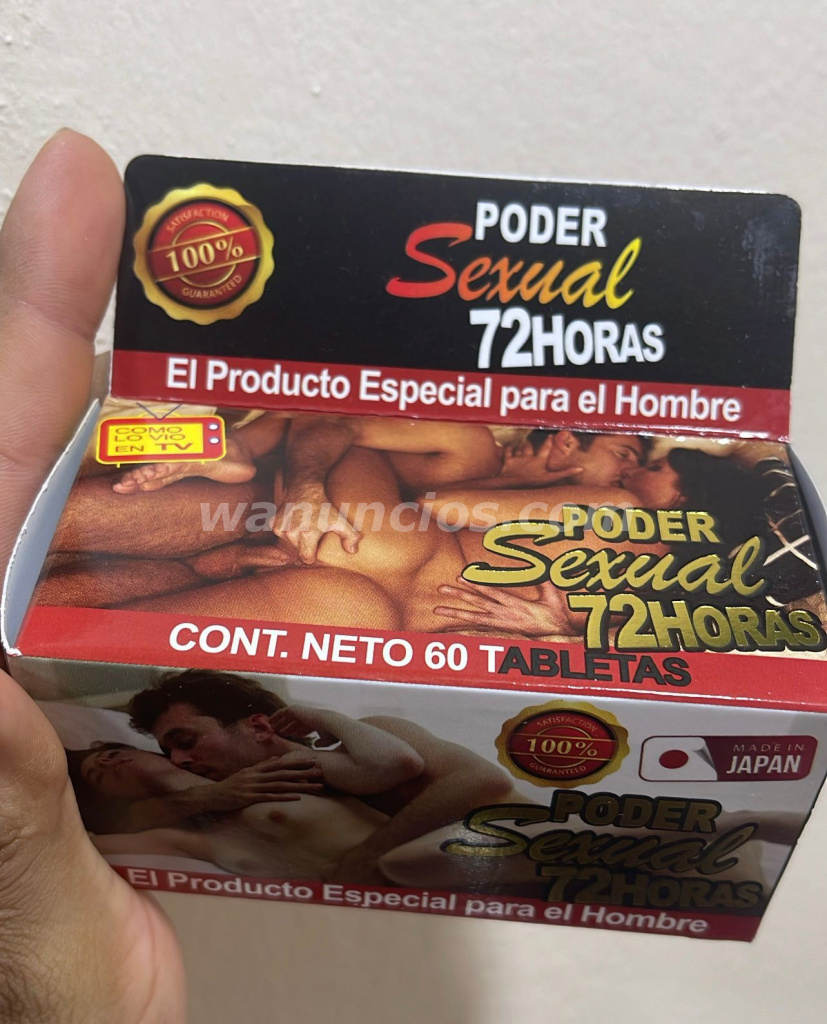 SATISFACTION
100%
GUARANTEED
PODER
Sexual
72HORAS
El Producto Especial para el Hombre
COMO
LO VIO
EN TV
wanuncios.com
PODER
Sexual
72HORAS
CONT. NETO 60 TABLETAS
SATISFACTION
100%
GUARANTEED
MADE IN
JAPAN
PODER
Sexual
72HORAS
El Producto Especial para el Hombre